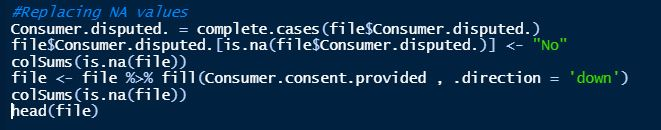 #Replacing NA values
Consumer.disputed. = complete.cases(file$Consumer.disputed.)
file$Consumer.disputed.[is.na(file$Consumer.disputed.)] <- "No"
colSums(is.na(file))
file <- file %>% fill(Consumer.consent.provided , .direction = 'down')
colSums(is.na(file))
head(file)